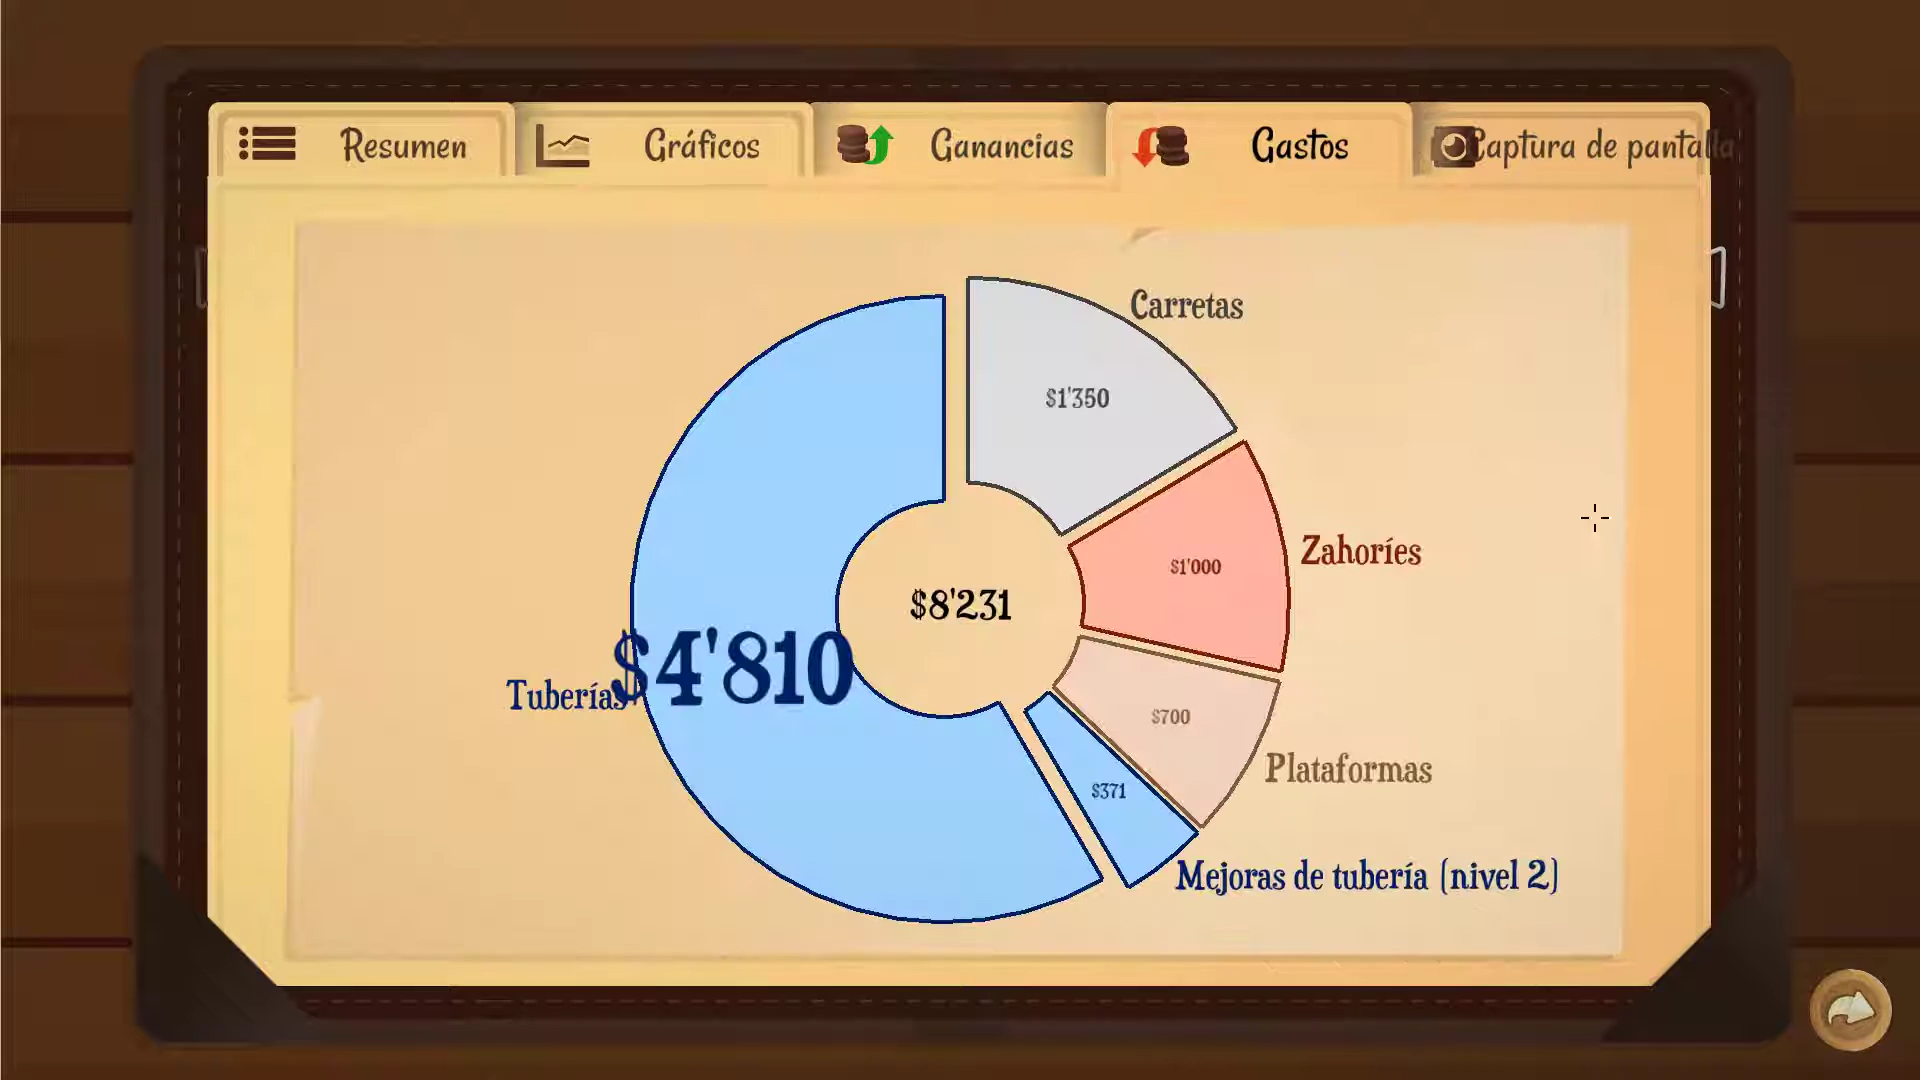 Resumen
Gráficos
Ganancias
Gastos
Captura de pantalla
Carretas
$1'350
Zahoríes
$1'000
$8'231
$4'810
Tuberías
$700
Plataformas
$371
Mejoras de tubería (nivel 2)